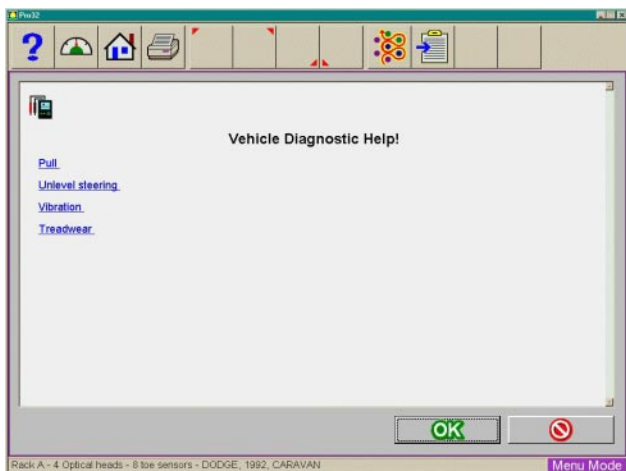 Pro32
?
Vehicle Diagnostic Help!
Pull
Unlevel steering
Vibration
Treadwear
OK
Rack A - 4 Optical heads - 8 toe sensors - DODGE, 1992, CARAVAN
Menu Mode